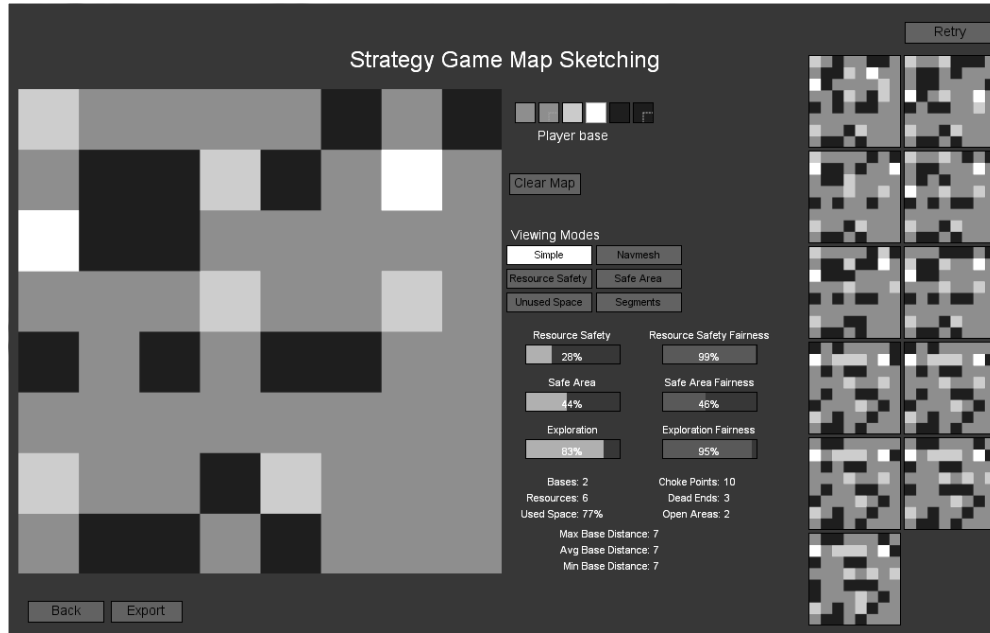 Retry
Strategy Game Map Sketching
Player base
Clear Map
Viewing Modes
Simple
Navmesh
Resource Safety
Safe Area
Unused Space
Segments
Resource Safety
Resource Safety Fairness
28%
99%
Safe Area
Safe Area Fairness
44%
46%
Exploration
Exploration Fairness
83%
95%
Bases: 2
Choke Points: 10
Resources: 6
Dead Ends: 3
Used Space: 77%
Open Areas: 2
Max Base Distance: 7
Avg Base Distance: 7
Min Base Distance: 7
Back
Export